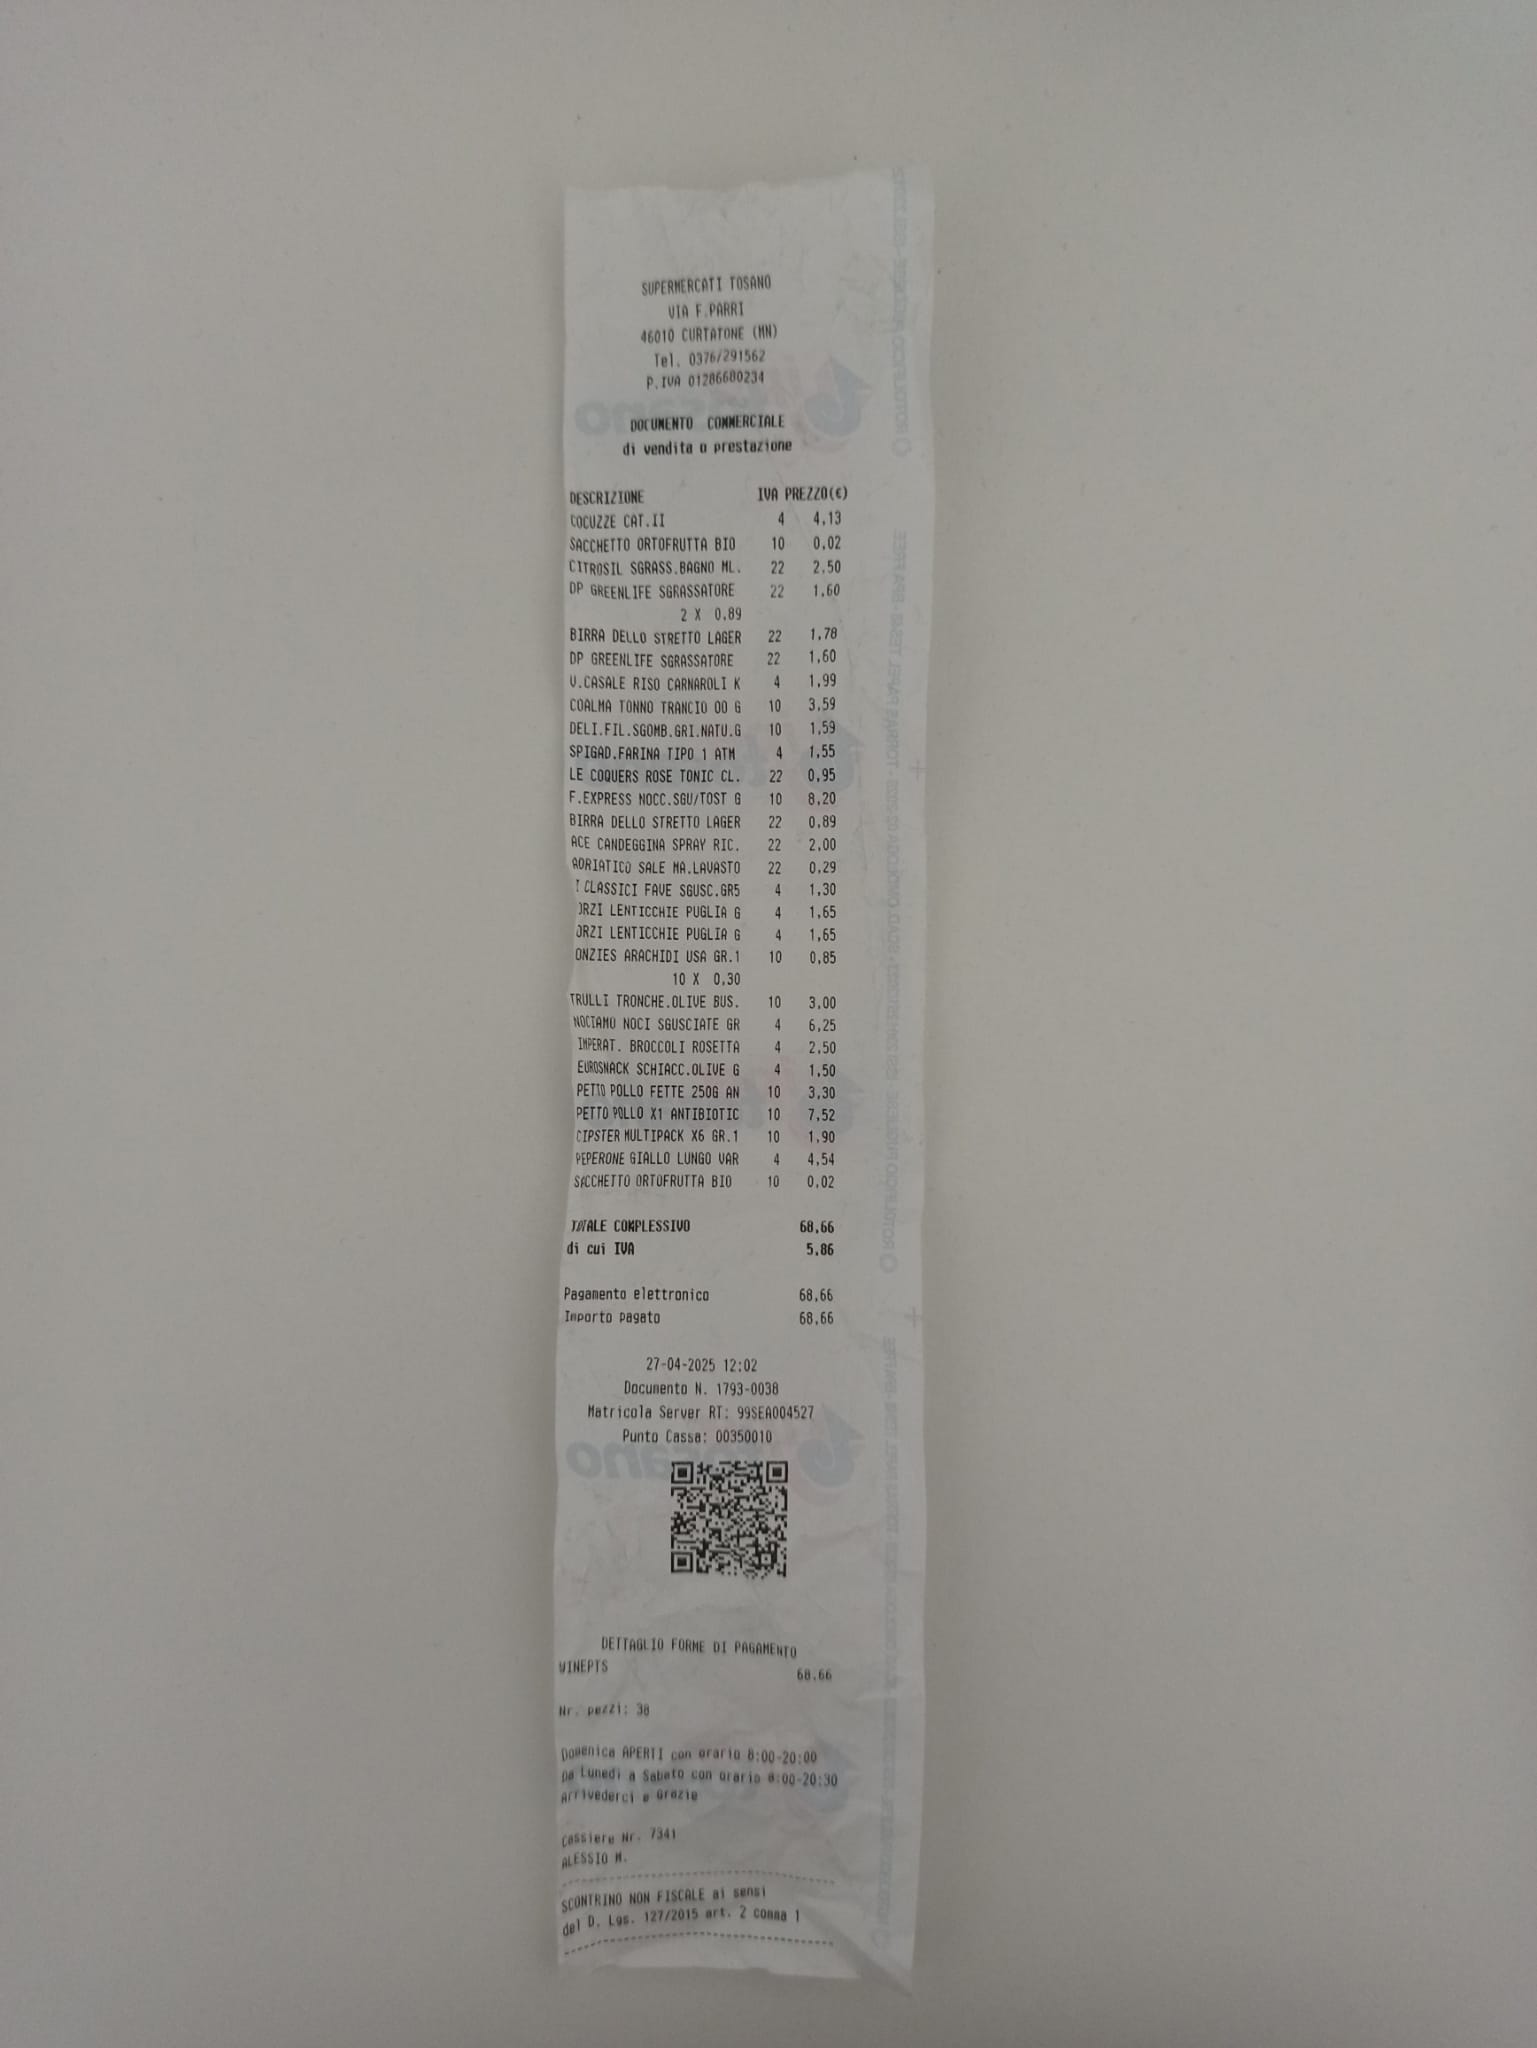 SUPERMERCATI TOSANO
VIA F.PARRI
46010 CURTATONE (MN)
Tel. 0376/291562
P.IVA 01286680234
DOCUMENTO COMMERCIALE
di vendita o prestazione
DESCRIZIONE IVA PREZZO(€)
COCUZZE CAT.II 4 4,13
SACCHETTO ORTOFRUTTA BIO 10 0,02
CITROSIL SGRASS.BAGNO ML. 22 2,50
DP GREENLIFE SGRASSATORE 22 1,60
2 X 0,89
BIRRA DELLO STRETTO LAGER 22 1,78
DP GREENLIFE SGRASSATORE 22 1,60
V.CASALE RISO CARNAROLI K 4 1,99
COALMA TONNO TRANCIO OO G 10 3,59
DELI.FIL.SGOMB.GRI.NATU.G 10 1,59
SPIGAD.FARINA TIPO 1 ATM 4 1,55
LE COQUERS ROSE TONIC CL. 22 0,95
F.EXPRESS NOCC.SGU/TOST G 10 8,20
BIRRA DELLO STRETTO LAGER 22 0,89
ACE CANDEGGINA SPRAY RIC. 22 2,00
ADRIATICO SALE MA.LAVASTO 22 0,29
I CLASSICI FAVE SGUSC.GR5 4 1,30
ORZI LENTICCHIE PUGLIA G 4 1,65
ORZI LENTICCHIE PUGLIA G 4 1,65
ONZIES ARACHIDI USA GR.1 10 0,85
10 X 0,30
TRULLI TRONCHE.OLIVE BUS. 10 3,00
NOCIAMO NOCI SGUSCIATE GR 4 6,25
IMPERAT. BROCCOLI ROSETTA 4 2,50
EUROSNACK SCHIACC.OLIVE G 4 1,50
PETTO POLLO FETTE 250G AN 10 3,30
PETTO POLLO X1 ANTIBIOTIC 10 7,52
CIPSTER MULTIPACK X6 GR.1 10 1,90
PEPERONE GIALLO LUNGO VAR 4 4,54
SACCHETTO ORTOFRUTTA BIO 10 0,02
TOTALE COMPLESSIVO 68,66
di cui IVA 5,86
Pagamento elettronico 68,66
Importo pagato 68,66
27-04-2025 12:02
Documento N. 1793-0038
Matricola Server RT: 99SEA004527
Punto Cassa: 00350010
DETTAGLIO FORME DI PAGAMENTO
WINEPTS 68,66
Nr. pezzi: 38
Domenica APERTI con orario 8:00-20:00
Da Lunedi a Sabato con orario 8:00-20:30
Arrivederci e Grazie
Cassiere Nr. 7341
ALESSIO M.
SCONTRINO NON FISCALE ai sensi
del D. Lgs. 127/2015 art. 2 comma 1